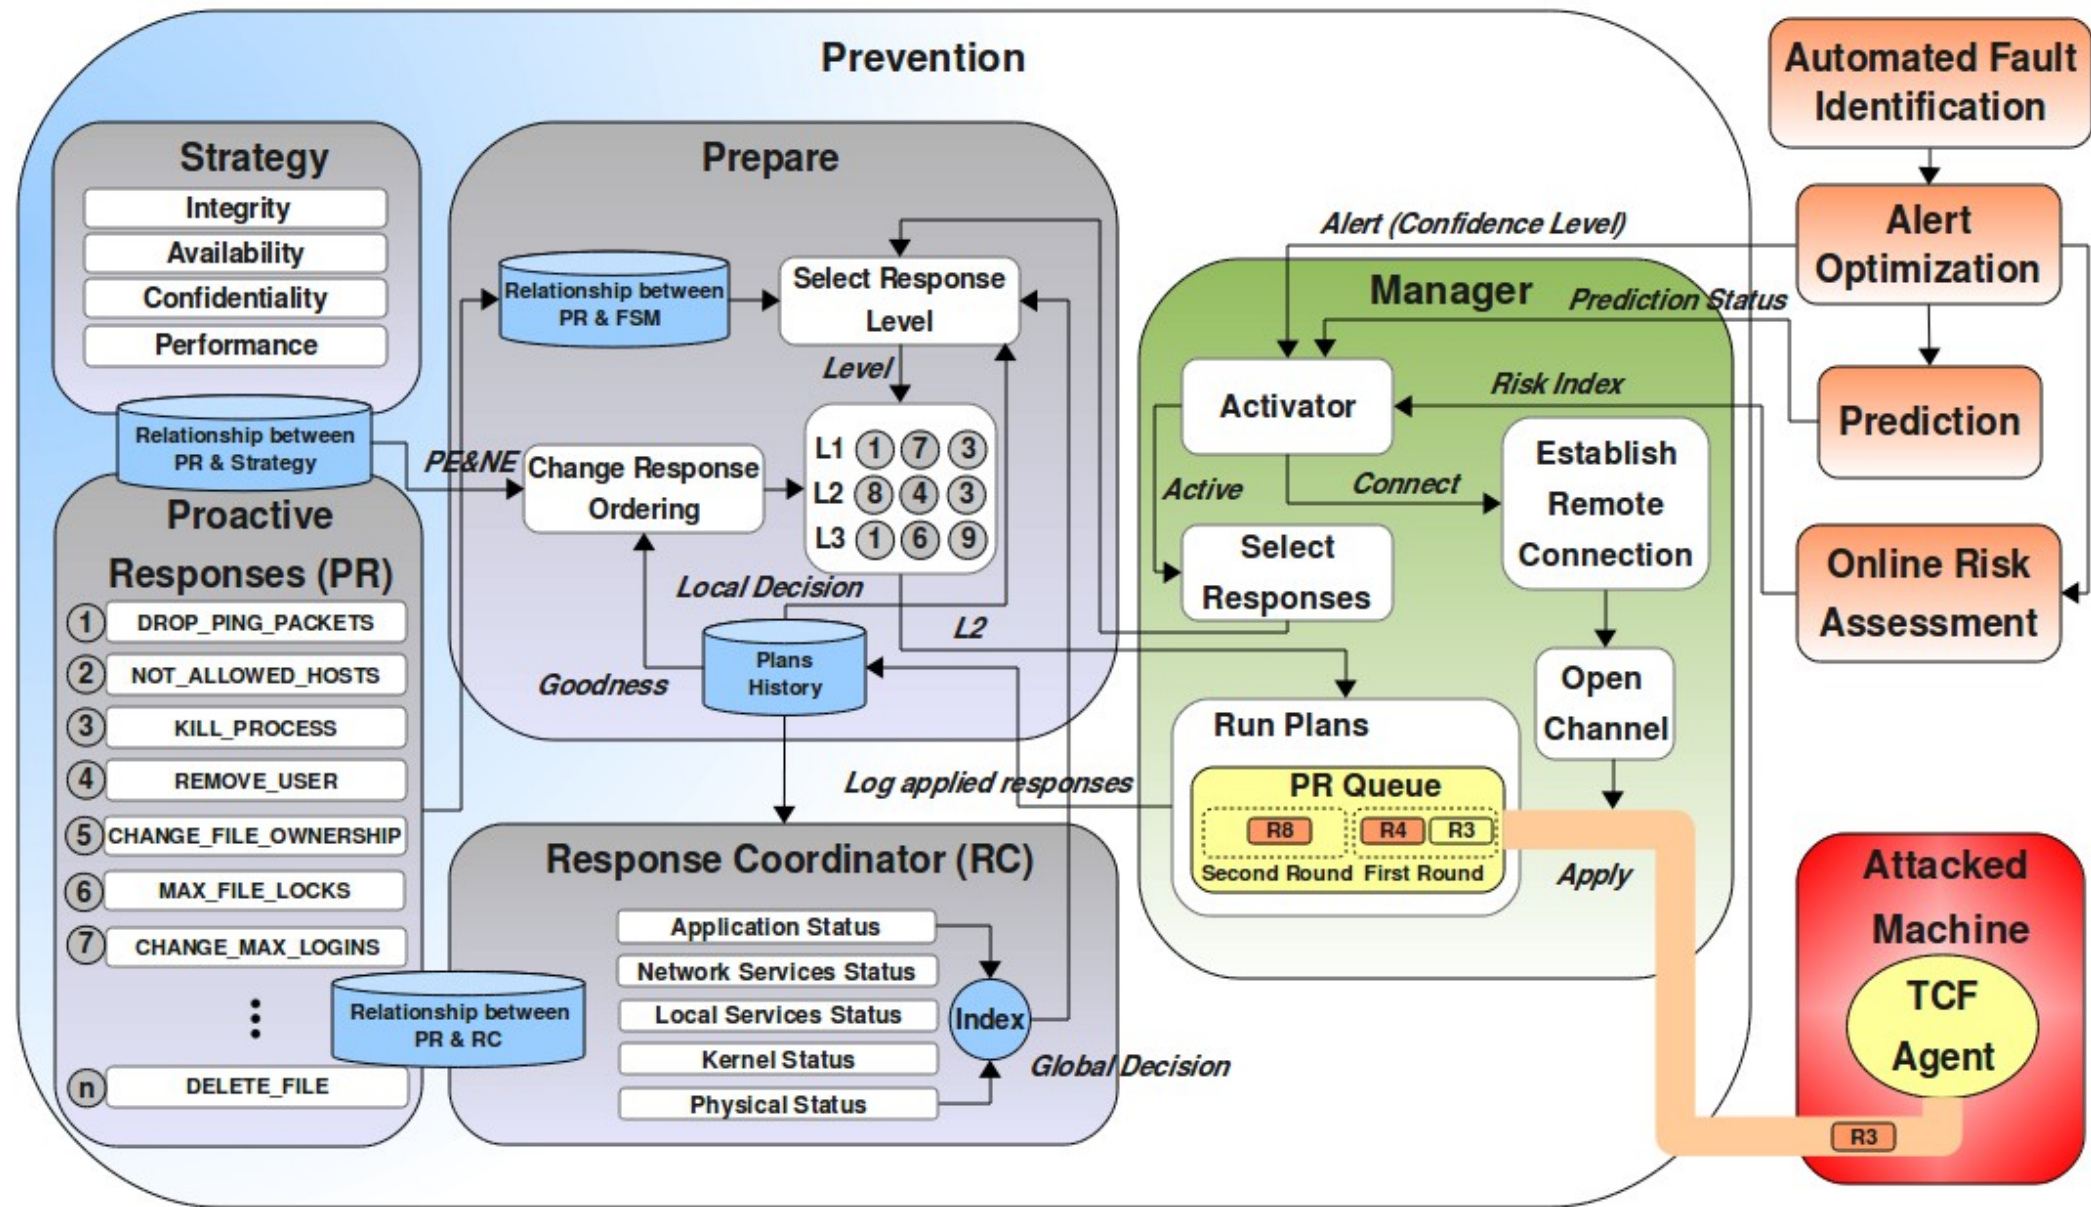 Prevention
Strategy
Integrity
Availability
Confidentiality
Performance
Relationship between
PR & Strategy
Proactive
Responses (PR)
1 DROP_PING_PACKETS
2 NOT_ALLOWED_HOSTS
3 KILL_PROCESS
4 REMOVE_USER
5 CHANGE_FILE_OWNERSHIP
6 MAX_FILE_LOCKS
7 CHANGE_MAX_LOGINS
n DELETE_FILE
Relationship between
PR & RC
Prepare
Relationship between
PR & FSM
Select Response
Level
Level
PE&NE
Change Response
Ordering
L1 1 7 3
L2 8 4 3
L3 1 6 9
Local Decision
L2
Goodness
Plans
History
Log applied responses
Response Coordinator (RC)
Application Status
Network Services Status
Local Services Status
Kernel Status
Physical Status
Index
Global Decision
Alert (Confidence Level)
Manager
Prediction Status
Activator
Risk Index
Active
Connect
Establish
Remote
Connection
Select
Responses
Open
Channel
Run Plans
PR Queue
R8 R4 R3
Second Round First Round
Apply
Automated Fault
Identification
Alert
Optimization
Prediction
Online Risk
Assessment
Attacked
Machine
TCF
Agent
R3